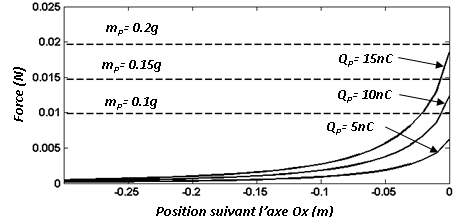 0.025
0.02
0.015
0.01
0.005
0
Force (N)
m_P= 0.2g
m_P= 0.15g
m_P= 0.1g
Q_P= 15nC
Q_P= 10nC
Q_P= 5nC
-0.25 -0.2 -0.15 -0.1 -0.05 0
Position suivant l'axe Ox (m)